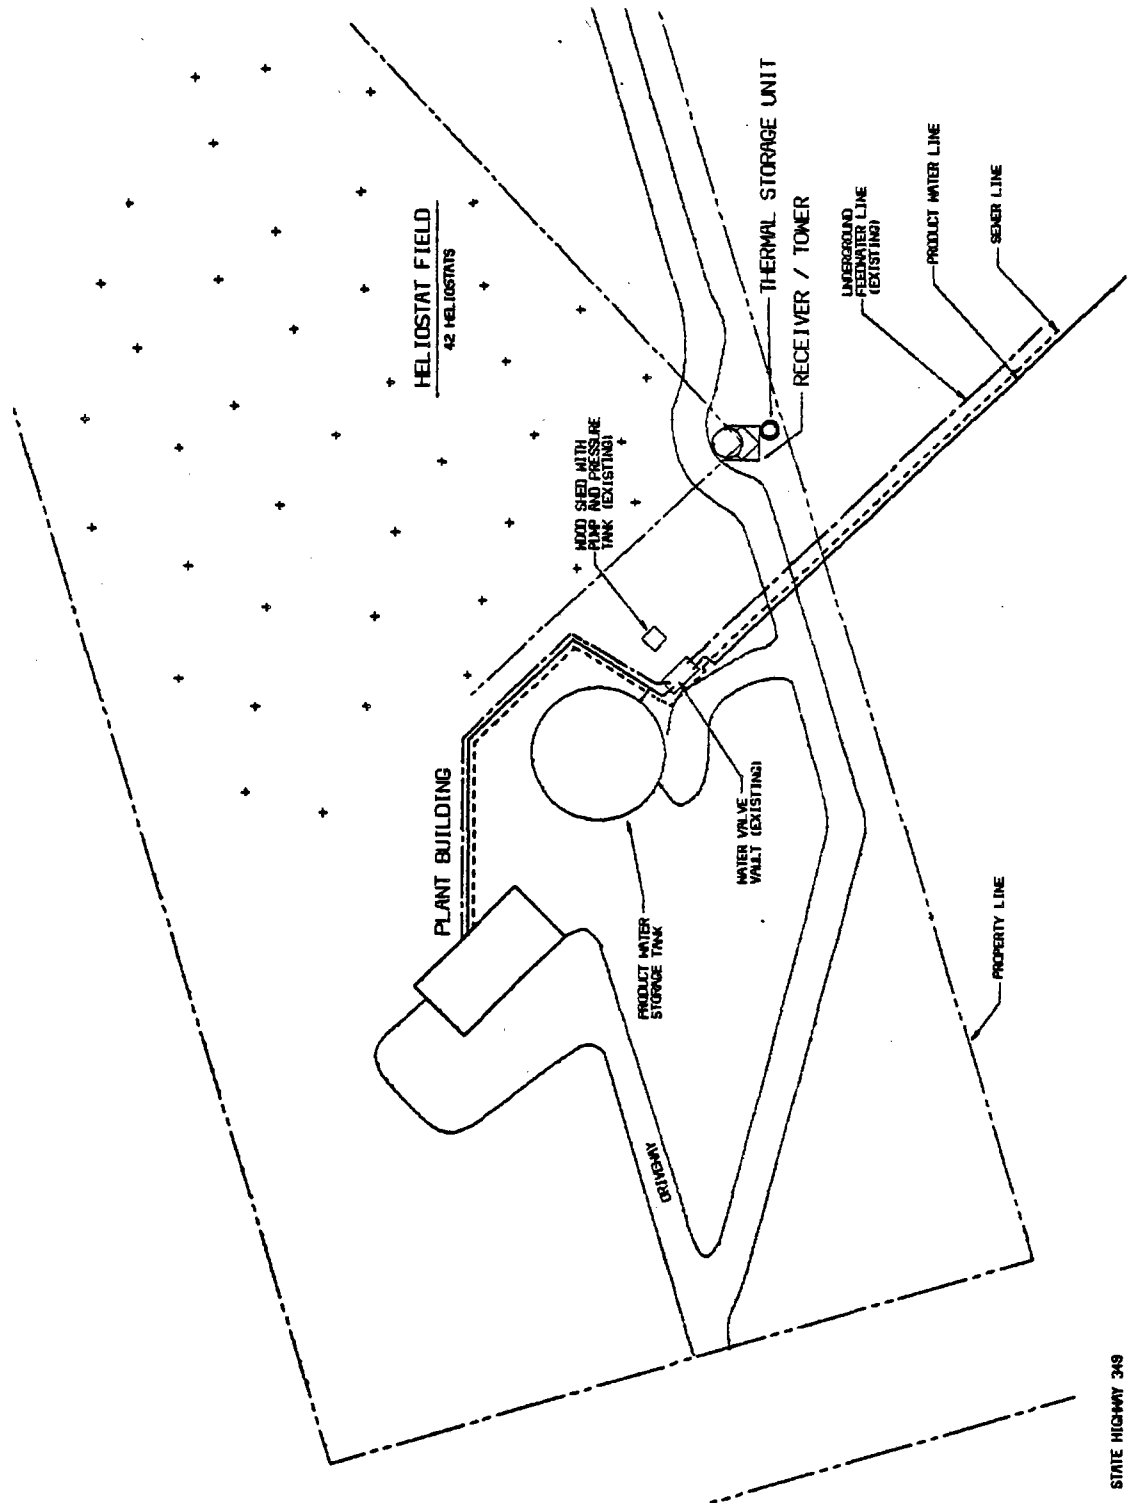 HELIOSTAT FIELD
42 HELIOSTATS
THERMAL STORAGE UNIT
RECEIVER / TOWER
UNDERGROUND
FEEDWATER LINE
(EXISTING)
PRODUCT WATER LINE
SEWER LINE
WOOD SHED WITH
PUMP AND PRESSURE
TANK (EXISTING)
PLANT BUILDING
WATER VALVE
VAULT (EXISTING)
PRODUCT WATER
STORAGE TANK
PROPERTY LINE
DRIVEWAY
STATE HIGHWAY 349